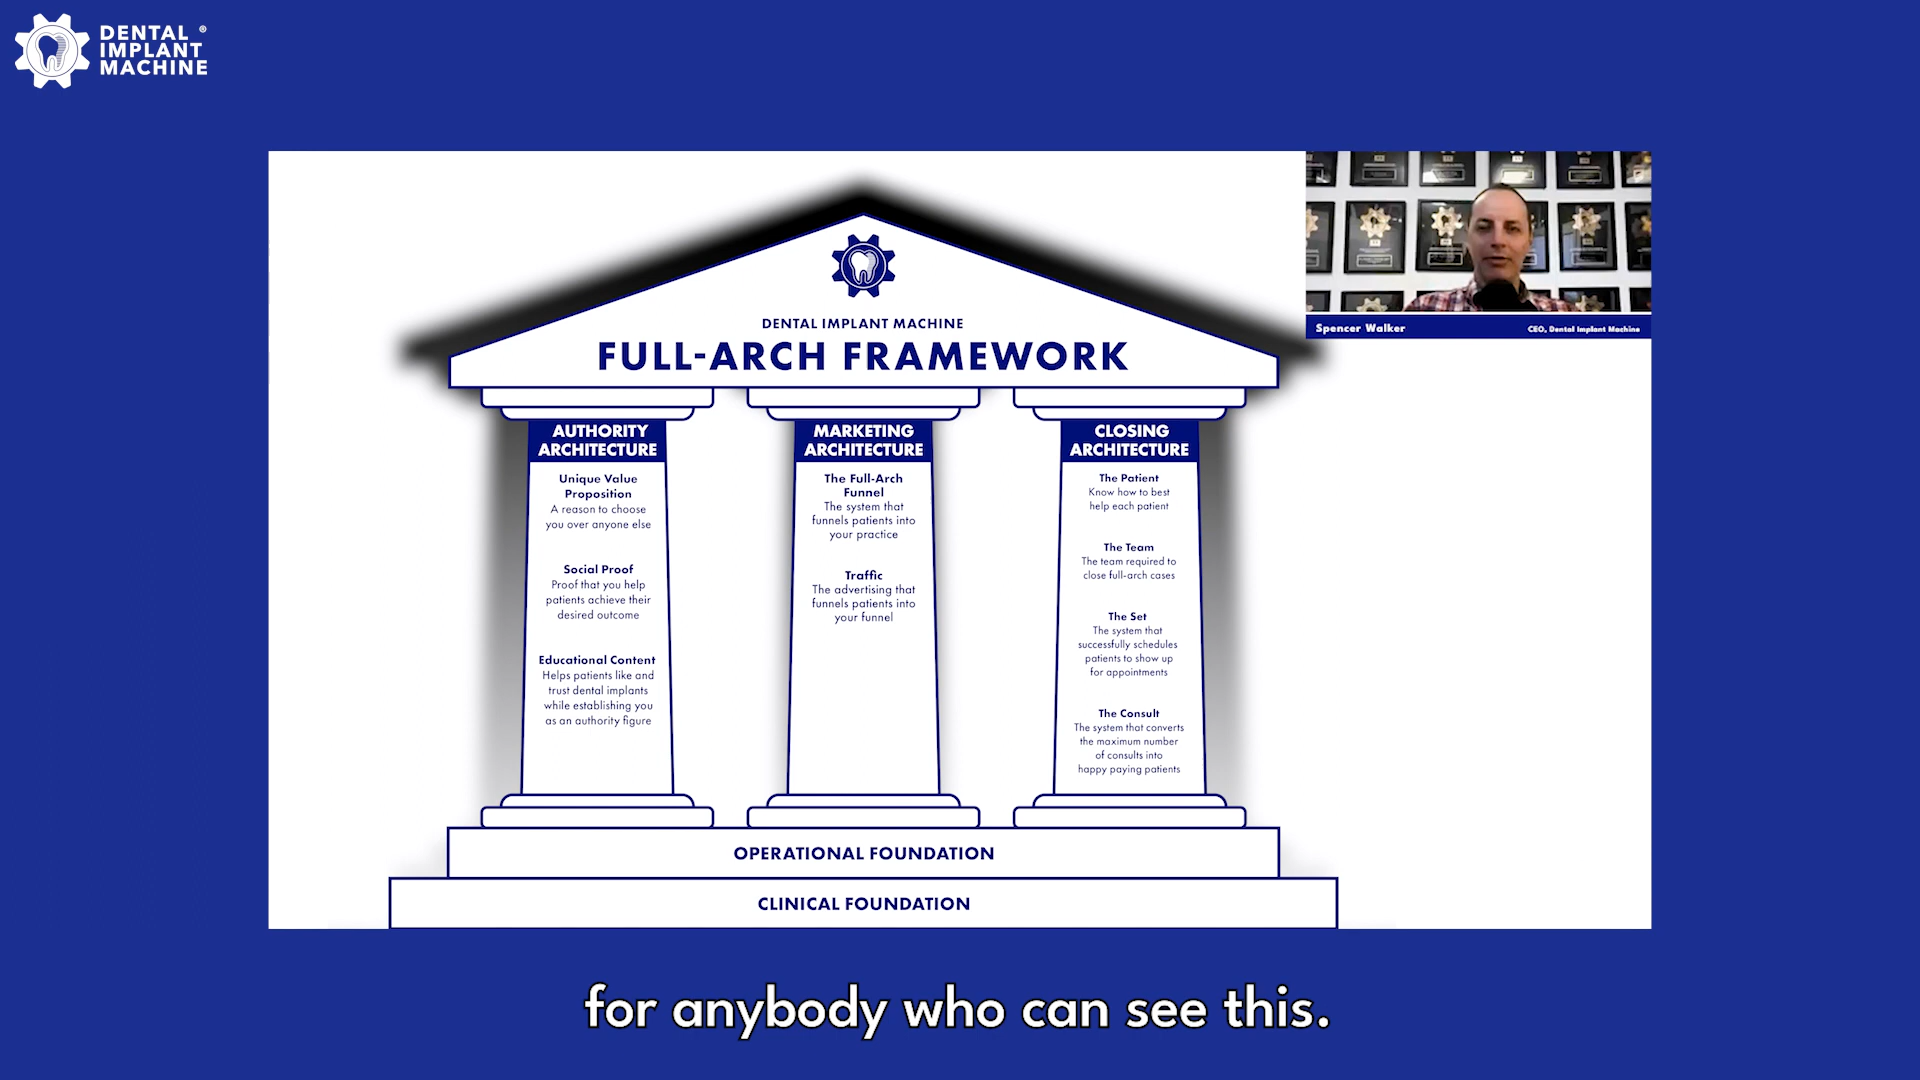 DENTAL ®
IMPLANT
MACHINE
Spencer Walker
CEO, Dental Implant Machine
DENTAL IMPLANT MACHINE
FULL-ARCH FRAMEWORK
AUTHORITY
ARCHITECTURE
Unique Value
Proposition
A reason to choose
you over anyone else
Social Proof
Proof that you help
patients achieve their
desired outcome
Educational Content
Helps patients like and
trust dental implants
while establishing you
as an authority figure
MARKETING
ARCHITECTURE
The Full-Arch
Funnel
The system that
funnels patients into
your practice
Traffic
The advertising that
funnels patients into
your funnel
CLOSING
ARCHITECTURE
The Patient
Know how to best
help each patient
The Team
The team required to
close full-arch cases
The Set
The system that
successfully schedules
patients to show up
for appointments
The Consult
The system that converts
the maximum number
of consults into
happy paying patients
OPERATIONAL FOUNDATION
CLINICAL FOUNDATION
for anybody who can see this.